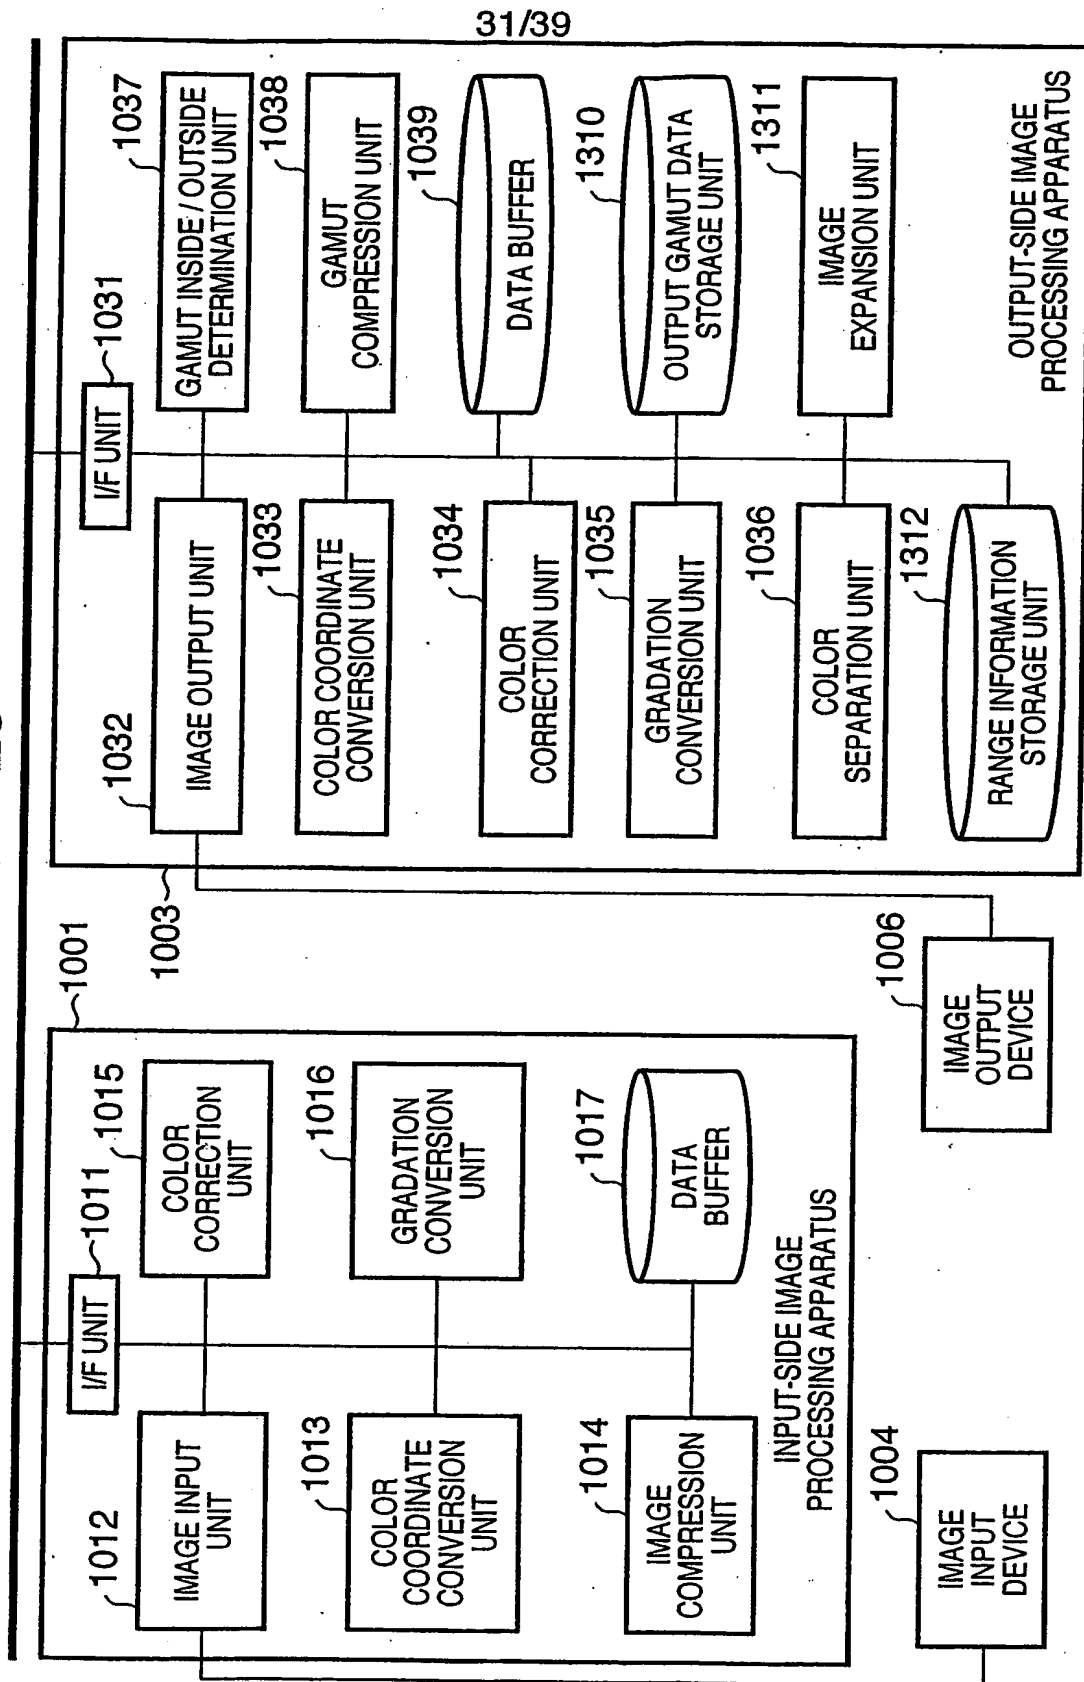 31/39
1001
1011
I/F UNIT
1012
IMAGE INPUT
UNIT
1015
COLOR
CORRECTION
UNIT
1013
COLOR
COORDINATE
CONVERSION
UNIT
1016
GRADATION
CONVERSION
UNIT
1014
IMAGE
COMPRESSION
UNIT
1017
DATA
BUFFER
INPUT-SIDE IMAGE
PROCESSING APPARATUS
1004
IMAGE
INPUT
DEVICE
1003
1031
I/F UNIT
1032
IMAGE OUTPUT UNIT
1037
GAMUT INSIDE / OUTSIDE
DETERMINATION UNIT
1033
COLOR COORDINATE
CONVERSION UNIT
1038
GAMUT
COMPRESSION UNIT
1034
COLOR
CORRECTION UNIT
1039
DATA BUFFER
1035
GRADATION
CONVERSION UNIT
1310
OUTPUT GAMUT DATA
STORAGE UNIT
1036
COLOR
SEPARATION UNIT
1311
IMAGE
EXPANSION UNIT
1312
RANGE INFORMATION
STORAGE UNIT
OUTPUT-SIDE IMAGE
PROCESSING APPARATUS
1006
IMAGE
OUTPUT
DEVICE